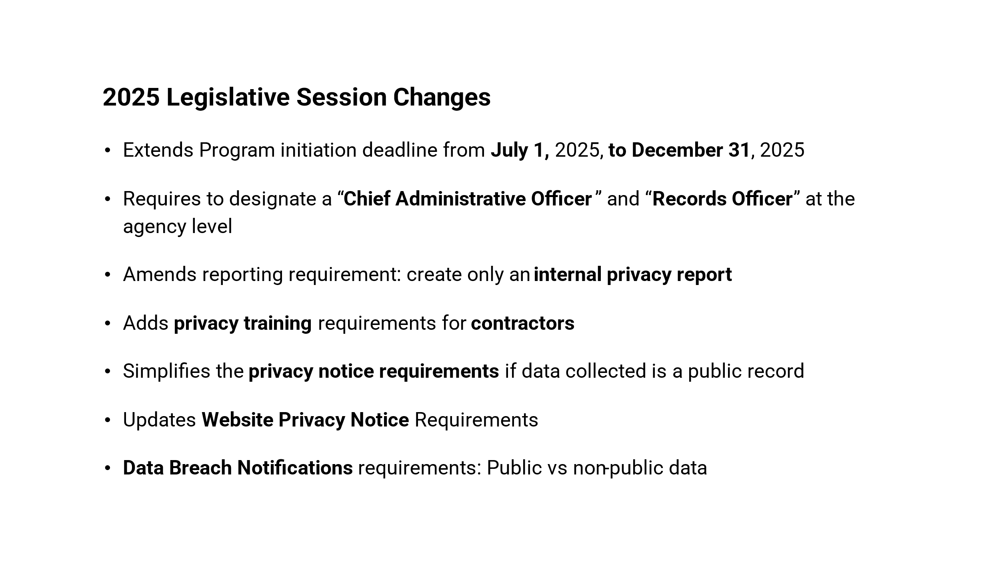 2025 Legislative Session Changes
• Extends Program initiation deadline from July 1, 2025, to December 31, 2025
• Requires to designate a “Chief Administrative Officer” and “Records Officer” at the
agency level
• Amends reporting requirement: create only an internal privacy report
• Adds privacy training requirements for contractors
• Simplifies the privacy notice requirements if data collected is a public record
• Updates Website Privacy Notice Requirements
• Data Breach Notifications requirements: Public vs non-public data